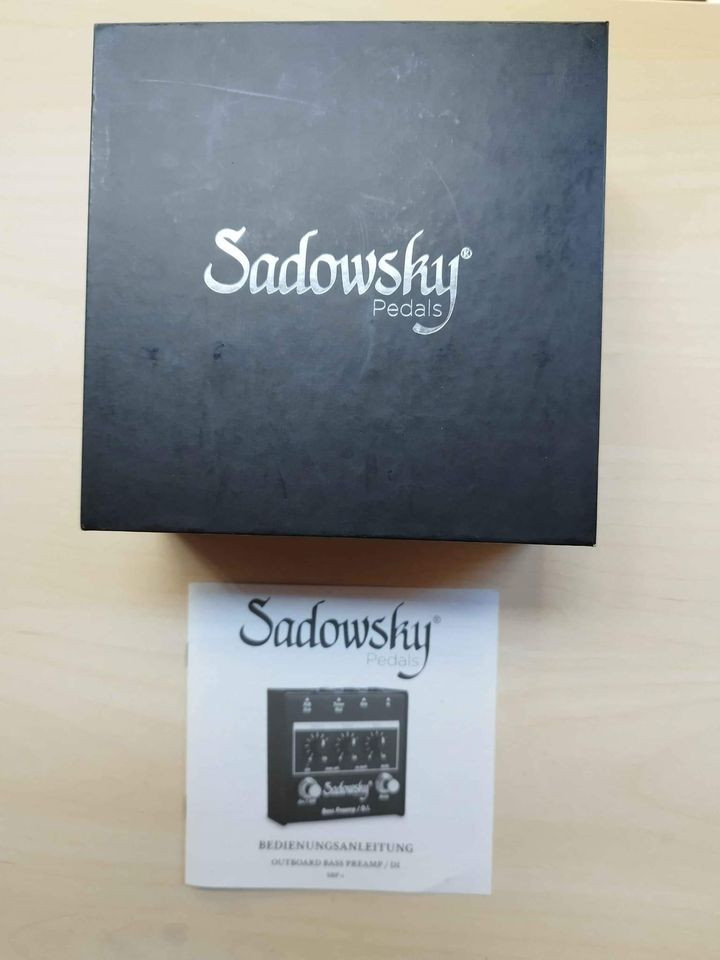 Sadowsky®
Pedals
Sadowsky®
Pedals
Sadowsky®
Bass Preamp / D.I.
BEDIENUNGSANLEITUNG
OUTBOARD BASS PREAMP / DI